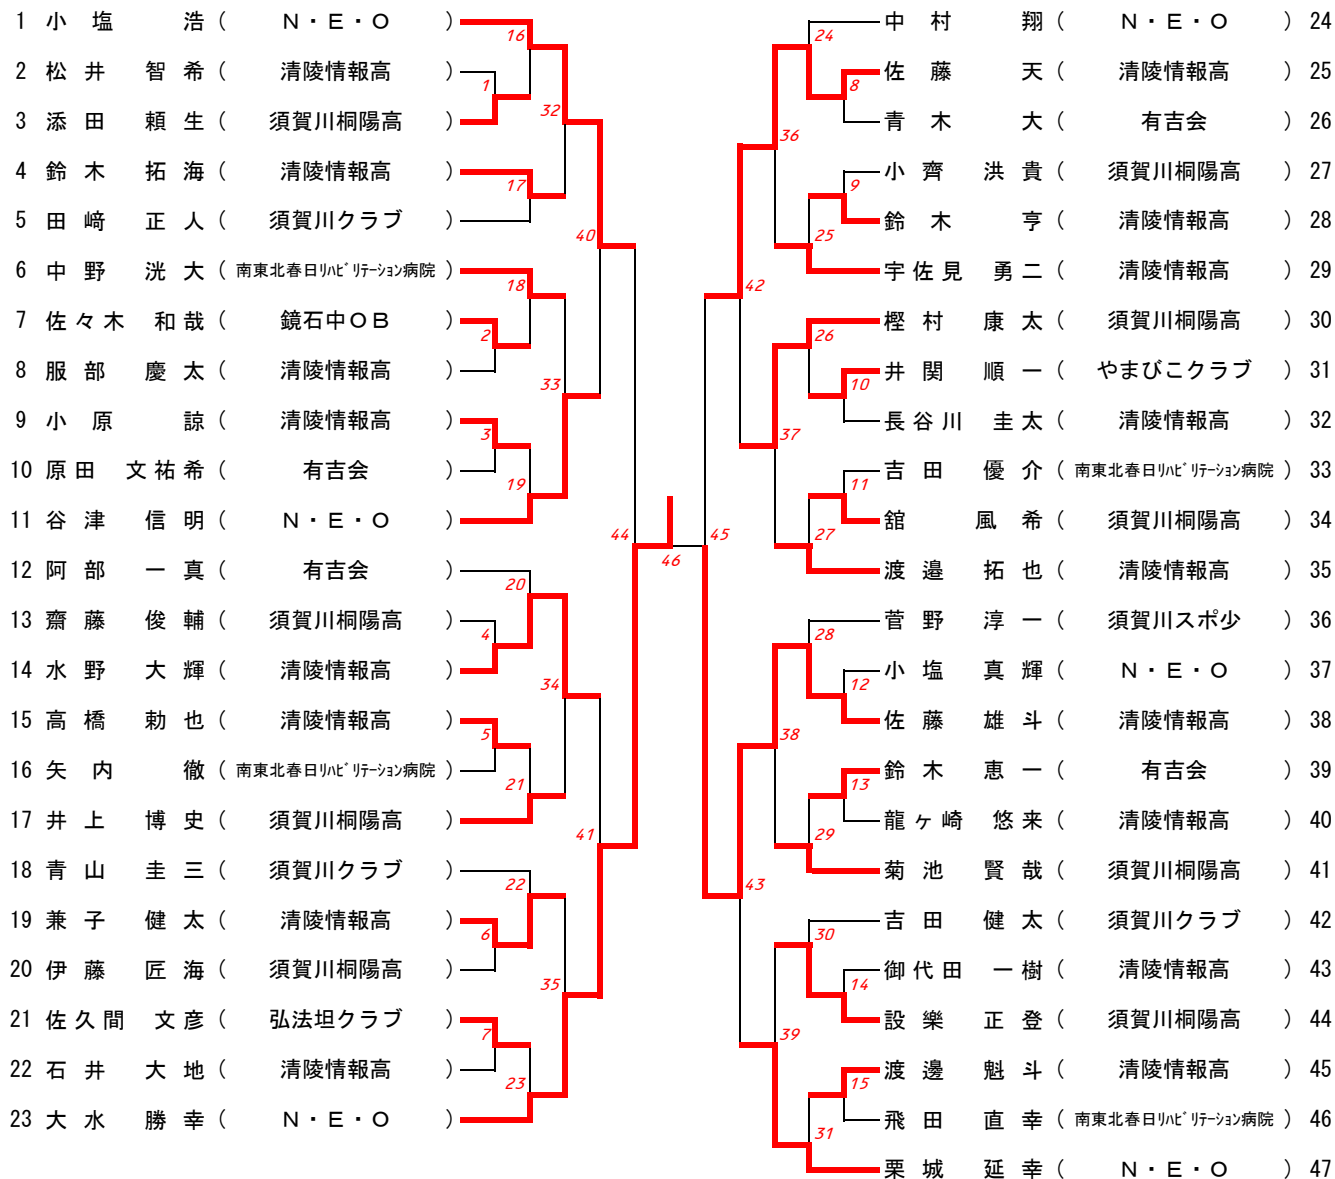 1 小 塩 浩 ( N・E・O )
2 松 井 智 希 ( 清陵情報高 )
3 添 田 頼 生 ( 須賀川桐陽高 )
4 鈴 木 拓 海 ( 清陵情報高 )
5 田 﨑 正 人 ( 須賀川クラブ )
6 中 野 洸 大 ( 南東北春日ﾘﾊﾋﾞﾘﾃｰｼｮﾝ病院 )
7 佐 々 木 和 哉 ( 鏡石中OB )
8 服 部 慶 太 ( 清陵情報高 )
9 小 原 諒 ( 清陵情報高 )
10 原 田 文 祐 希 ( 有吉会 )
11 谷 津 信 明 ( N・E・O )
12 阿 部 一 真 ( 有吉会 )
13 齋 藤 俊 輔 ( 須賀川桐陽高 )
14 水 野 大 輝 ( 清陵情報高 )
15 高 橋 勅 也 ( 清陵情報高 )
16 矢 内 徹 ( 南東北春日ﾘﾊﾋﾞﾘﾃｰｼｮﾝ病院 )
17 井 上 博 史 ( 須賀川桐陽高 )
18 青 山 圭 三 ( 須賀川クラブ )
19 兼 子 健 太 ( 清陵情報高 )
20 伊 藤 匠 海 ( 須賀川桐陽高 )
21 佐 久 間 文 彦 ( 弘法坦クラブ )
22 石 井 大 地 ( 清陵情報高 )
23 大 水 勝 幸 ( N・E・O )
16
1
32
17
40
18
2
33
3
19
44
20
4
34
5
21
41
22
6
35
7
23
46
45
24
8
36
9
25
42
26
10
37
11
27
28
12
38
13
29
43
30
14
39
15
31
中 村 翔 ( N・E・O ) 24
佐 藤 天 ( 清陵情報高 ) 25
青 木 大 ( 有吉会 ) 26
小 齊 洪 貴 ( 須賀川桐陽高 ) 27
鈴 木 亨 ( 清陵情報高 ) 28
宇 佐 見 勇 二 ( 清陵情報高 ) 29
樫 村 康 太 ( 須賀川桐陽高 ) 30
井 関 順 一 ( やまびこクラブ ) 31
長 谷 川 圭 太 ( 清陵情報高 ) 32
吉 田 優 介 ( 南東北春日ﾘﾊﾋﾞﾘﾃｰｼｮﾝ病院 ) 33
舘 風 希 ( 須賀川桐陽高 ) 34
渡 邉 拓 也 ( 清陵情報高 ) 35
菅 野 淳 一 ( 須賀川スポ少 ) 36
小 塩 真 輝 ( N・E・O ) 37
佐 藤 雄 斗 ( 清陵情報高 ) 38
鈴 木 恵 一 ( 有吉会 ) 39
龍 ヶ 崎 悠 来 ( 清陵情報高 ) 40
菊 池 賢 哉 ( 須賀川桐陽高 ) 41
吉 田 健 太 ( 須賀川クラブ ) 42
御 代 田 一 樹 ( 清陵情報高 ) 43
設 樂 正 登 ( 須賀川桐陽高 ) 44
渡 邊 魁 斗 ( 清陵情報高 ) 45
飛 田 直 幸 ( 南東北春日ﾘﾊﾋﾞﾘﾃｰｼｮﾝ病院 ) 46
栗 城 延 幸 ( N・E・O ) 47